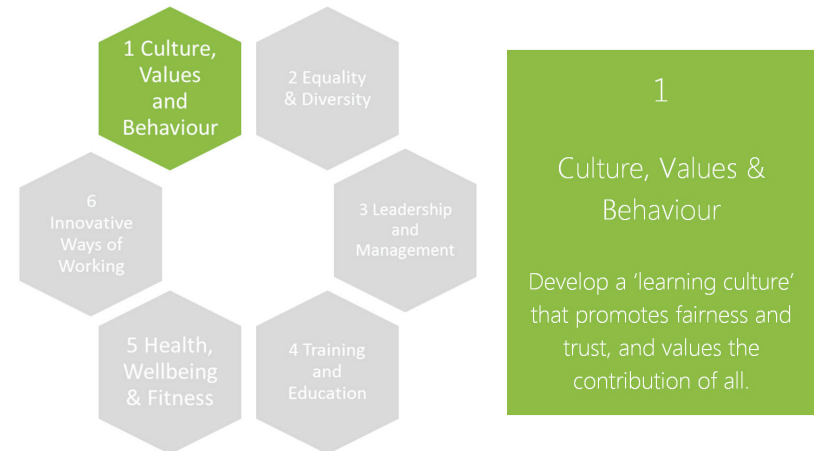 1 Culture,
Values
and
Behaviour
2 Equality
& Diversity
3 Leadership
and
Management
4 Training
and
Education
5 Health,
Wellbeing
& Fitness
6
Innovative
Ways of
Working
1
Culture, Values &
Behaviour
Develop a ‘learning culture’
that promotes fairness and
trust, and values the
contribution of all.